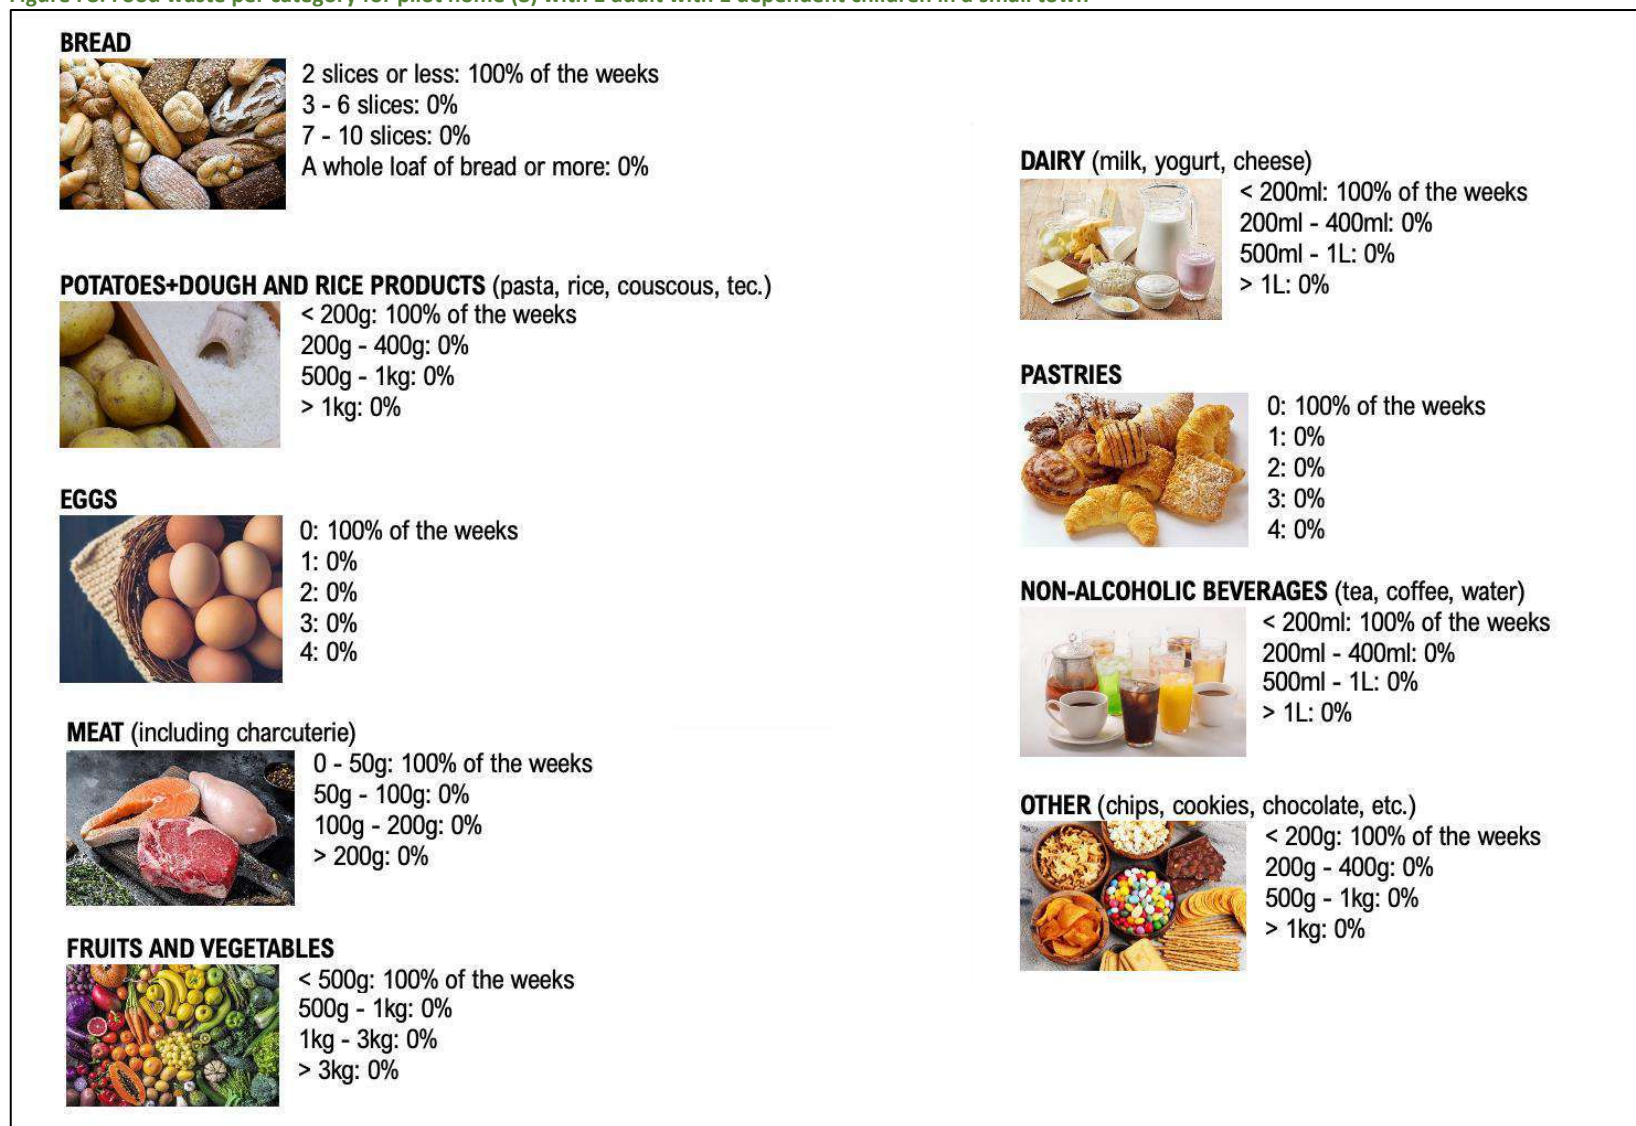 BREAD
2 slices or less: 100% of the weeks
3 - 6 slices: 0%
7 - 10 slices: 0%
A whole loaf of bread or more: 0%
POTATOES+DOUGH AND RICE PRODUCTS (pasta, rice, couscous, tec.)
< 200g: 100% of the weeks
200g - 400g: 0%
500g - 1kg: 0%
> 1kg: 0%
EGGS
0: 100% of the weeks
1: 0%
2: 0%
3: 0%
4: 0%
MEAT (including charcuterie)
0 - 50g: 100% of the weeks
50g - 100g: 0%
100g - 200g: 0%
> 200g: 0%
FRUITS AND VEGETABLES
< 500g: 100% of the weeks
500g - 1kg: 0%
1kg - 3kg: 0%
> 3kg: 0%
DAIRY (milk, yogurt, cheese)
< 200ml: 100% of the weeks
200ml - 400ml: 0%
500ml - 1L: 0%
> 1L: 0%
PASTRIES
0: 100% of the weeks
1: 0%
2: 0%
3: 0%
4: 0%
NON-ALCOHOLIC BEVERAGES (tea, coffee, water)
< 200ml: 100% of the weeks
200ml - 400ml: 0%
500ml - 1L: 0%
> 1L: 0%
OTHER (chips, cookies, chocolate, etc.)
< 200g: 100% of the weeks
200g - 400g: 0%
500g - 1kg: 0%
> 1kg: 0%